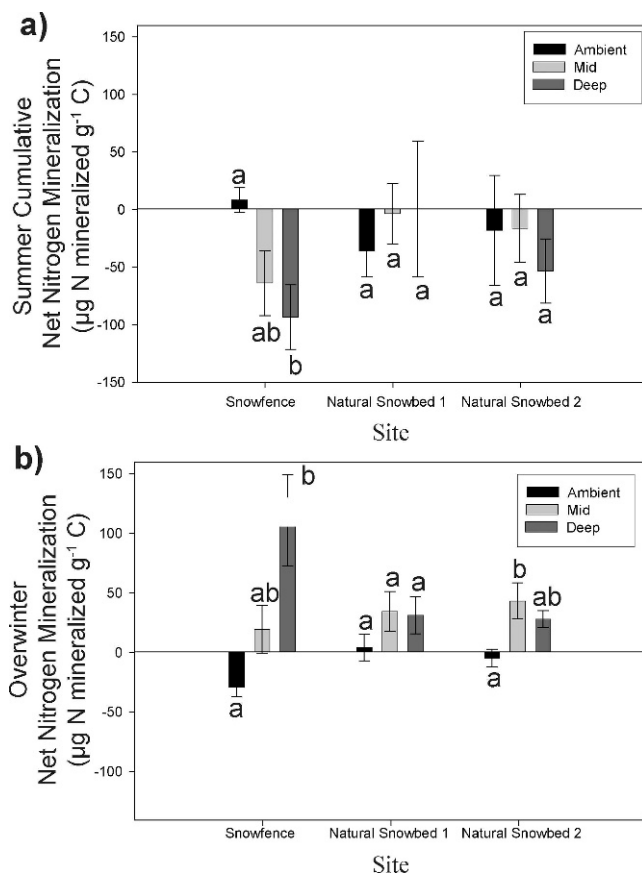 a)
Summer Cumulative
Net Nitrogen Mineralization
(µg N mineralized g⁻¹ C)
150
100
50
0
-50
-100
-150
Ambient
Mid
Deep
a
ab
b
a
a
a
a
a
a
Snowfence
Natural Snowbed 1
Natural Snowbed 2
Site
b)
Overwinter
Net Nitrogen Mineralization
(µg N mineralized g⁻¹ C)
150
100
50
0
-50
-100
Ambient
Mid
Deep
a
ab
b
a
a
a
a
b
ab
Snowfence
Natural Snowbed 1
Natural Snowbed 2
Site